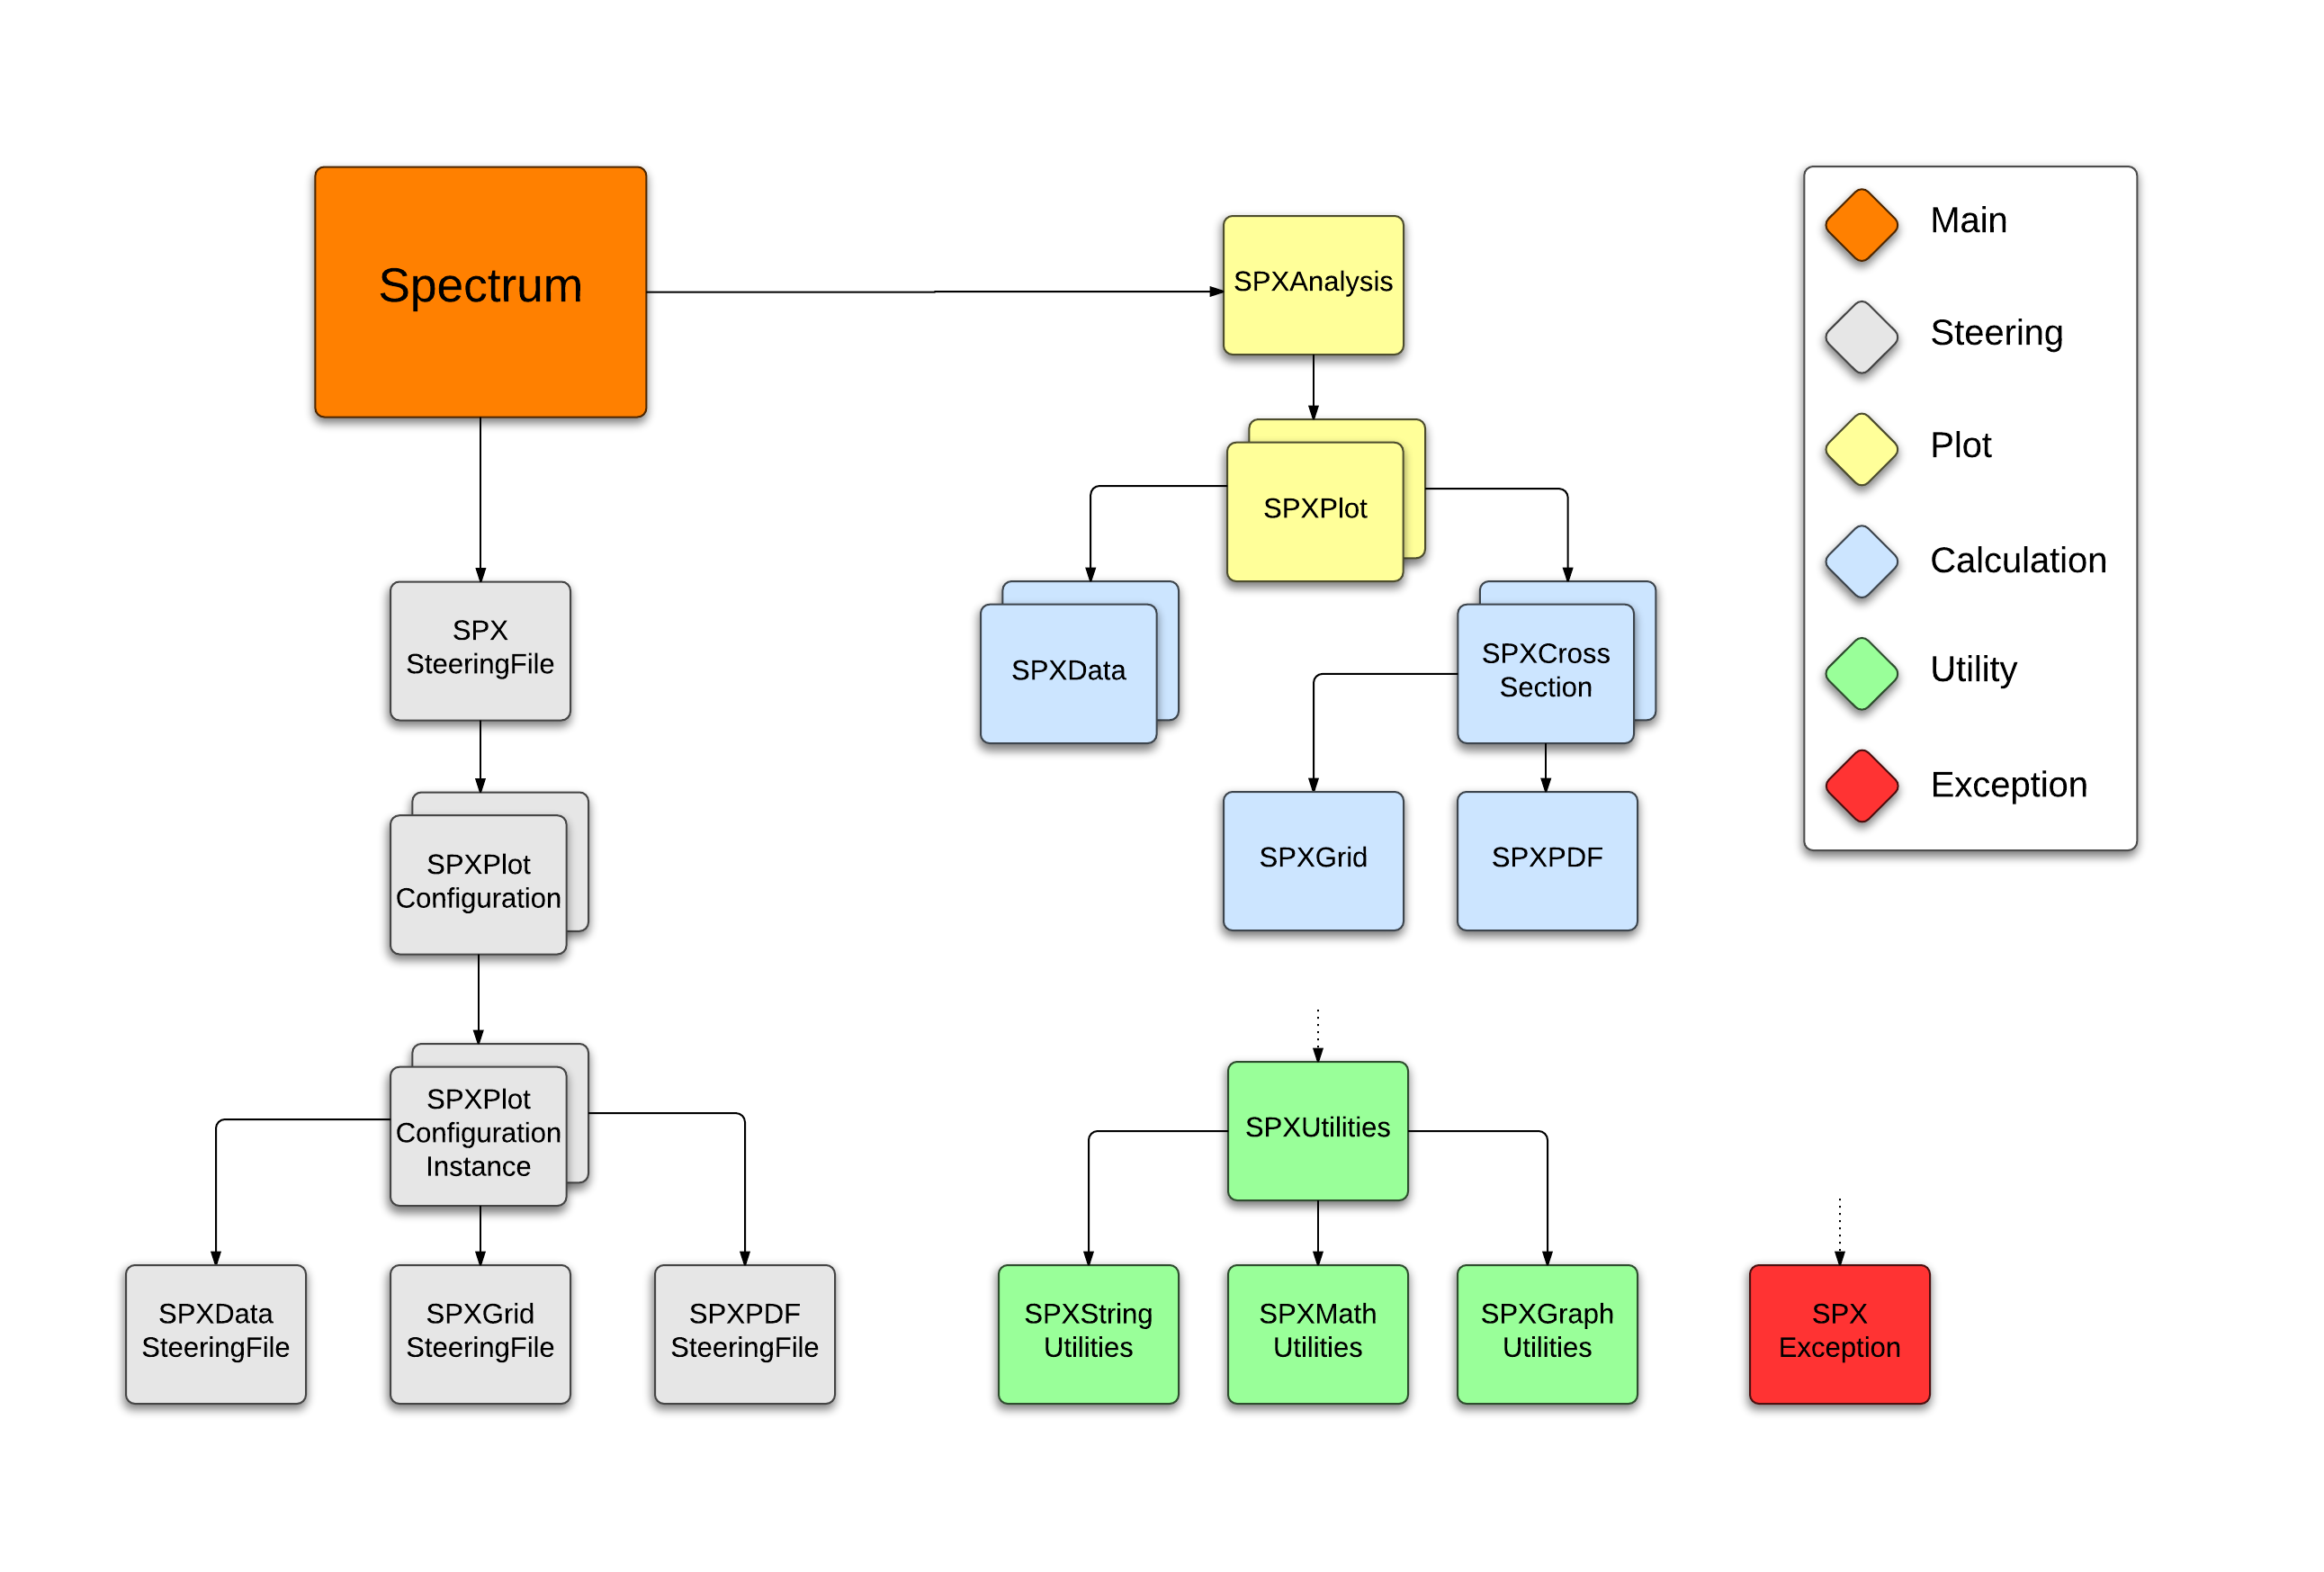 Spectrum
SPXAnalysis
SPXPlot
SPXData
SPXCross
Section
SPXGrid
SPXPDF
SPX
SteeringFile
SPXPlot
Configuration
SPXPlot
Configuration
Instance
SPXData
SteeringFile
SPXGrid
SteeringFile
SPXPDF
SteeringFile
SPXUtilities
SPXString
Utilities
SPXMath
Utilities
SPXGraph
Utilities
SPX
Exception
Main
Steering
Plot
Calculation
Utility
Exception